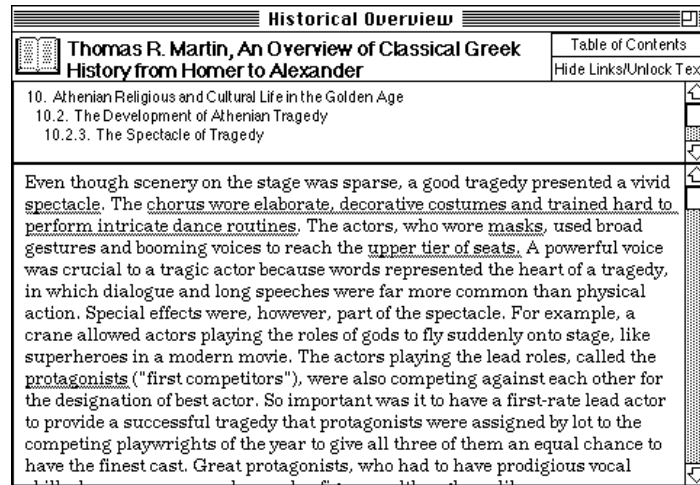 Historical Overview
Thomas R. Martin, An Overview of Classical Greek
History from Homer to Alexander
Table of Contents
Hide Links/Unlock Tex
10. Athenian Religious and Cultural Life in the Golden Age
10.2. The Development of Athenian Tragedy
10.2.3. The Spectacle of Tragedy
Even though scenery on the stage was sparse, a good tragedy presented a vivid
spectacle. The chorus wore elaborate, decorative costumes and trained hard to
perform intricate dance routines. The actors, who wore masks, used broad
gestures and booming voices to reach the upper tier of seats. A powerful voice
was crucial to a tragic actor because words represented the heart of a tragedy,
in which dialogue and long speeches were far more common than physical
action. Special effects were, however, part of the spectacle. For example, a
crane allowed actors playing the roles of gods to fly suddenly onto stage, like
superheroes in a modern movie. The actors playing the lead roles, called the
protagonists ("first competitors"), were also competing against each other for
the designation of best actor. So important was it to have a first-rate lead actor
to provide a successful tragedy that protagonists were assigned by lot to the
competing playwrights of the year to give all three of them an equal chance to
have the finest cast. Great protagonists, who had to have prodigious vocal